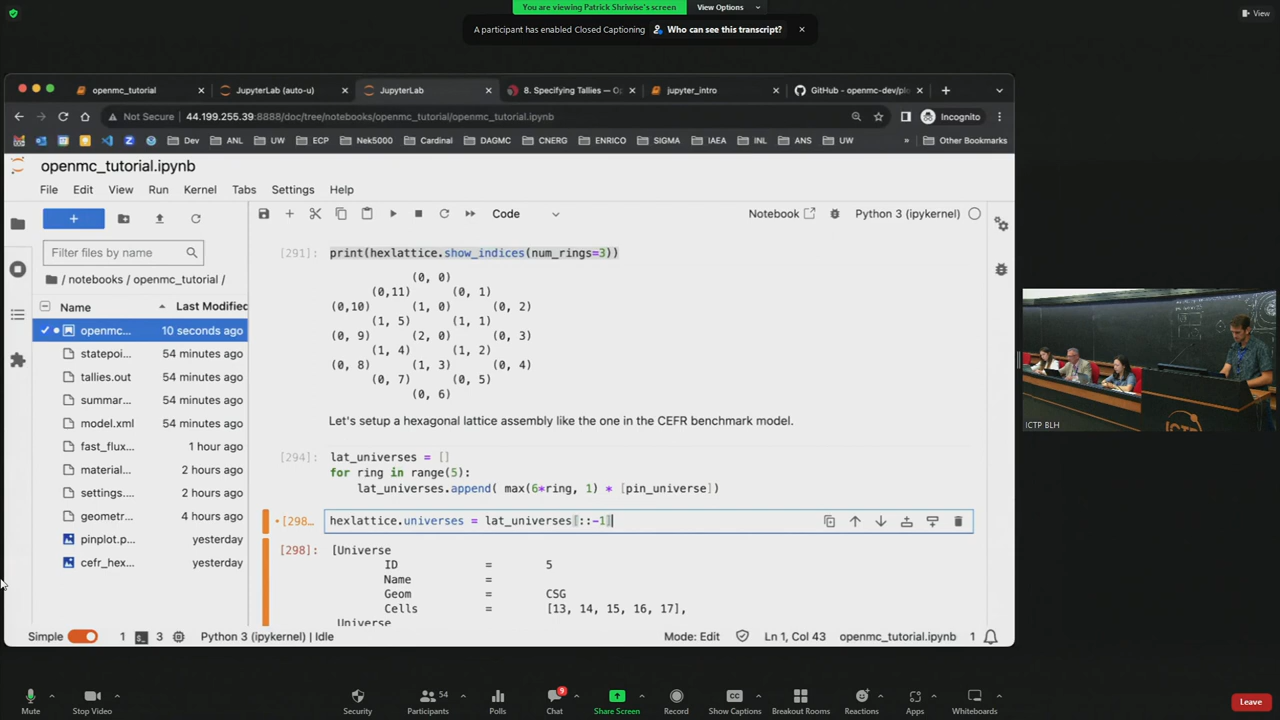 You are viewing Patrick Shriwise's screen View Options
View
A participant has enabled Closed Captioning Who can see this transcript?
openmc_tutorial JupyterLab (auto-u) JupyterLab 8. Specifying Tallies — O jupyter_intro GitHub - openmc-dev/plo
Not Secure 44.199.255.39:8888/doc/tree/notebooks/openmc_tutorial/openmc_tutorial.ipynb Incognito
Dev ANL UW ECP Nek5000 Cardinal DAGMC CNERG ENRICO SIGMA IAEA INL ANS UW » Other Bookmarks
openmc_tutorial.ipynb
File Edit View Run Kernel Tabs Settings Help
Code Notebook Python 3 (ipykernel)
Filter files by name
/ notebooks / openmc_tutorial /
Name Last Modified
openmc... 10 seconds ago
statepoi... 54 minutes ago
tallies.out 54 minutes ago
summar... 54 minutes ago
model.xml 54 minutes ago
fast_flux... 1 hour ago
material... 2 hours ago
settings.... 2 hours ago
geometr... 4 hours ago
pinplot.p... yesterday
cefr_hex... yesterday
[291]: print(hexlattice.show_indices(num_rings=3))
(0, 0)
(0,11) (0, 1)
(0,10) (1, 0) (0, 2)
(1, 5) (1, 1)
(0, 9) (2, 0) (0, 3)
(1, 4) (1, 2)
(0, 8) (1, 3) (0, 4)
(0, 7) (0, 5)
(0, 6)
Let's setup a hexagonal lattice assembly like the one in the CEFR benchmark model.
[294]: lat_universes = []
for ring in range(5):
lat_universes.append( max(6*ring, 1) * [pin_universe])
[298... hexlattice.universes = lat_universes[::-1]
[298]: [Universe
ID = 5
Name =
Geom = CSG
Cells = [13, 14, 15, 16, 17],
Universe
Simple 1 3 Python 3 (ipykernel) | Idle Mode: Edit Ln 1, Col 43 openmc_tutorial.ipynb 1
ICTP BLH
ICTP
9
54
Mute Stop Video Security Participants Polls Chat Share Screen Record Show Captions Breakout Rooms Reactions Apps Whiteboards Leave